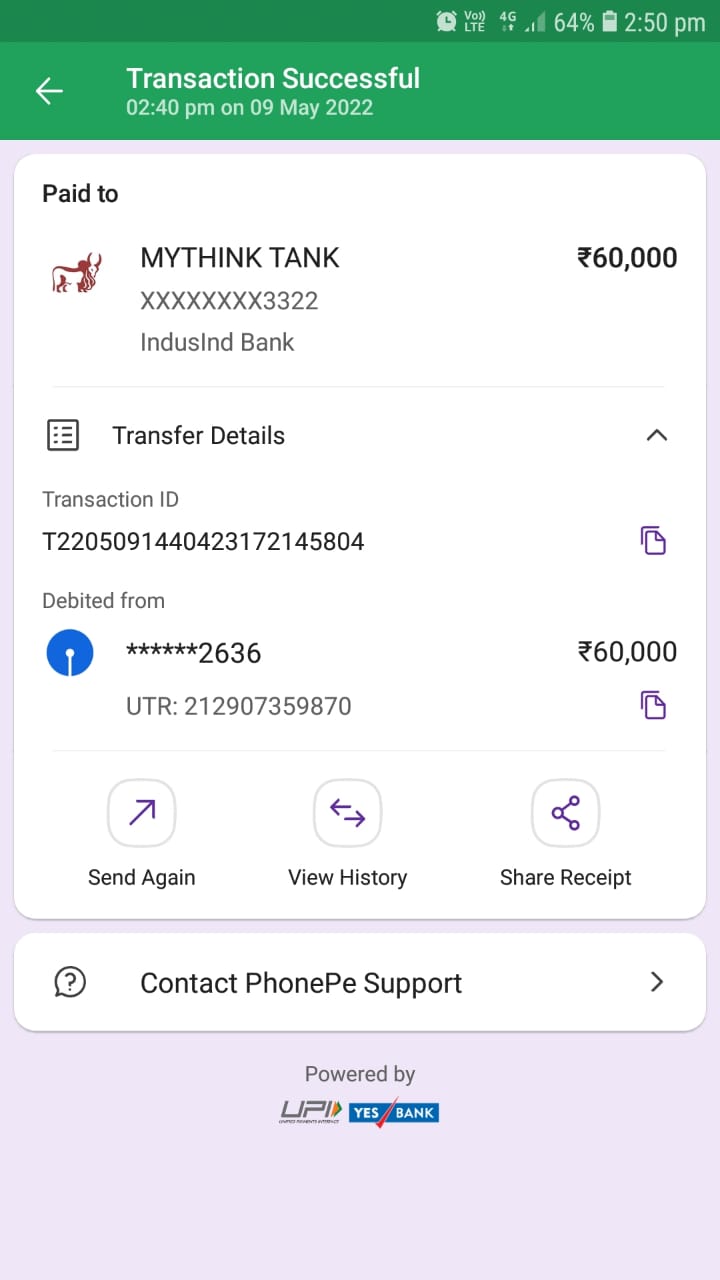 Vo)) 4G 64% 2:50 pm
LTE
Transaction Successful
02:40 pm on 09 May 2022
Paid to
MYTHINK TANK ₹60,000
XXXXXXXX3322
IndusInd Bank
Transfer Details
Transaction ID
T2205091440423172145804
Debited from
******2636 ₹60,000
UTR: 212907359870
Send Again View History Share Receipt
Contact PhonePe Support
Powered by
UPI YES BANK
UNIFIED PAYMENTS INTERFACE